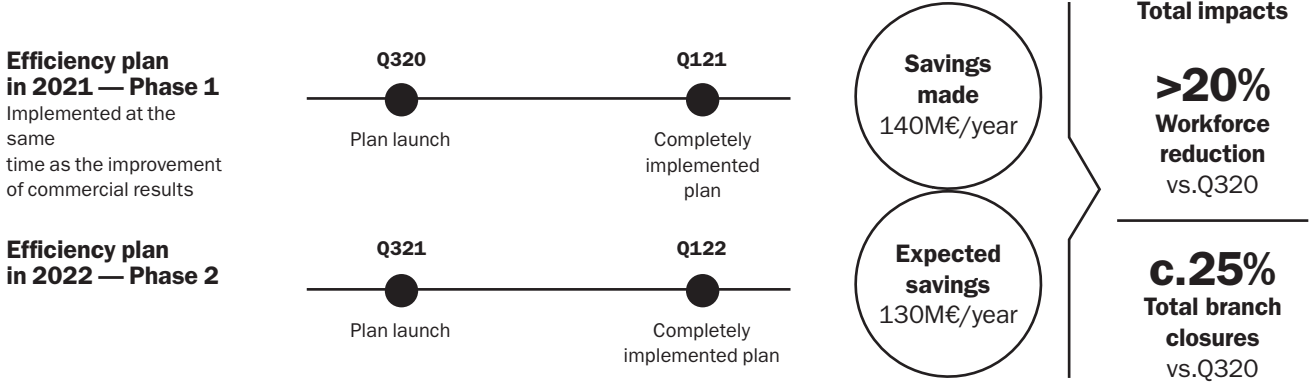 Efficiency plan
in 2021 — Phase 1
Implemented at the
same
time as the improvement
of commercial results
Q320
Plan launch
Q121
Completely
implemented
plan
Savings
made
140M€/year
Efficiency plan
in 2022 — Phase 2
Q321
Plan launch
Q122
Completely
implemented plan
Expected
savings
130M€/year
Total impacts
>20%
Workforce
reduction
vs.Q320
c.25%
Total branch
closures
vs.Q320